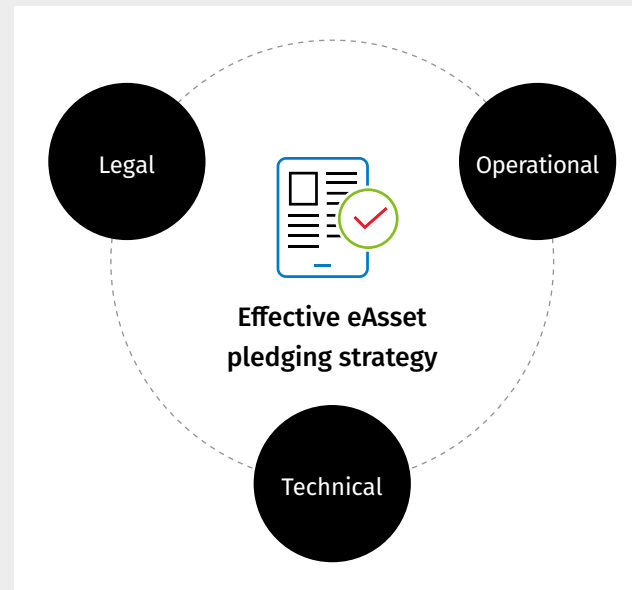 Legal
Operational
Effective eAsset
pledging strategy
Technical